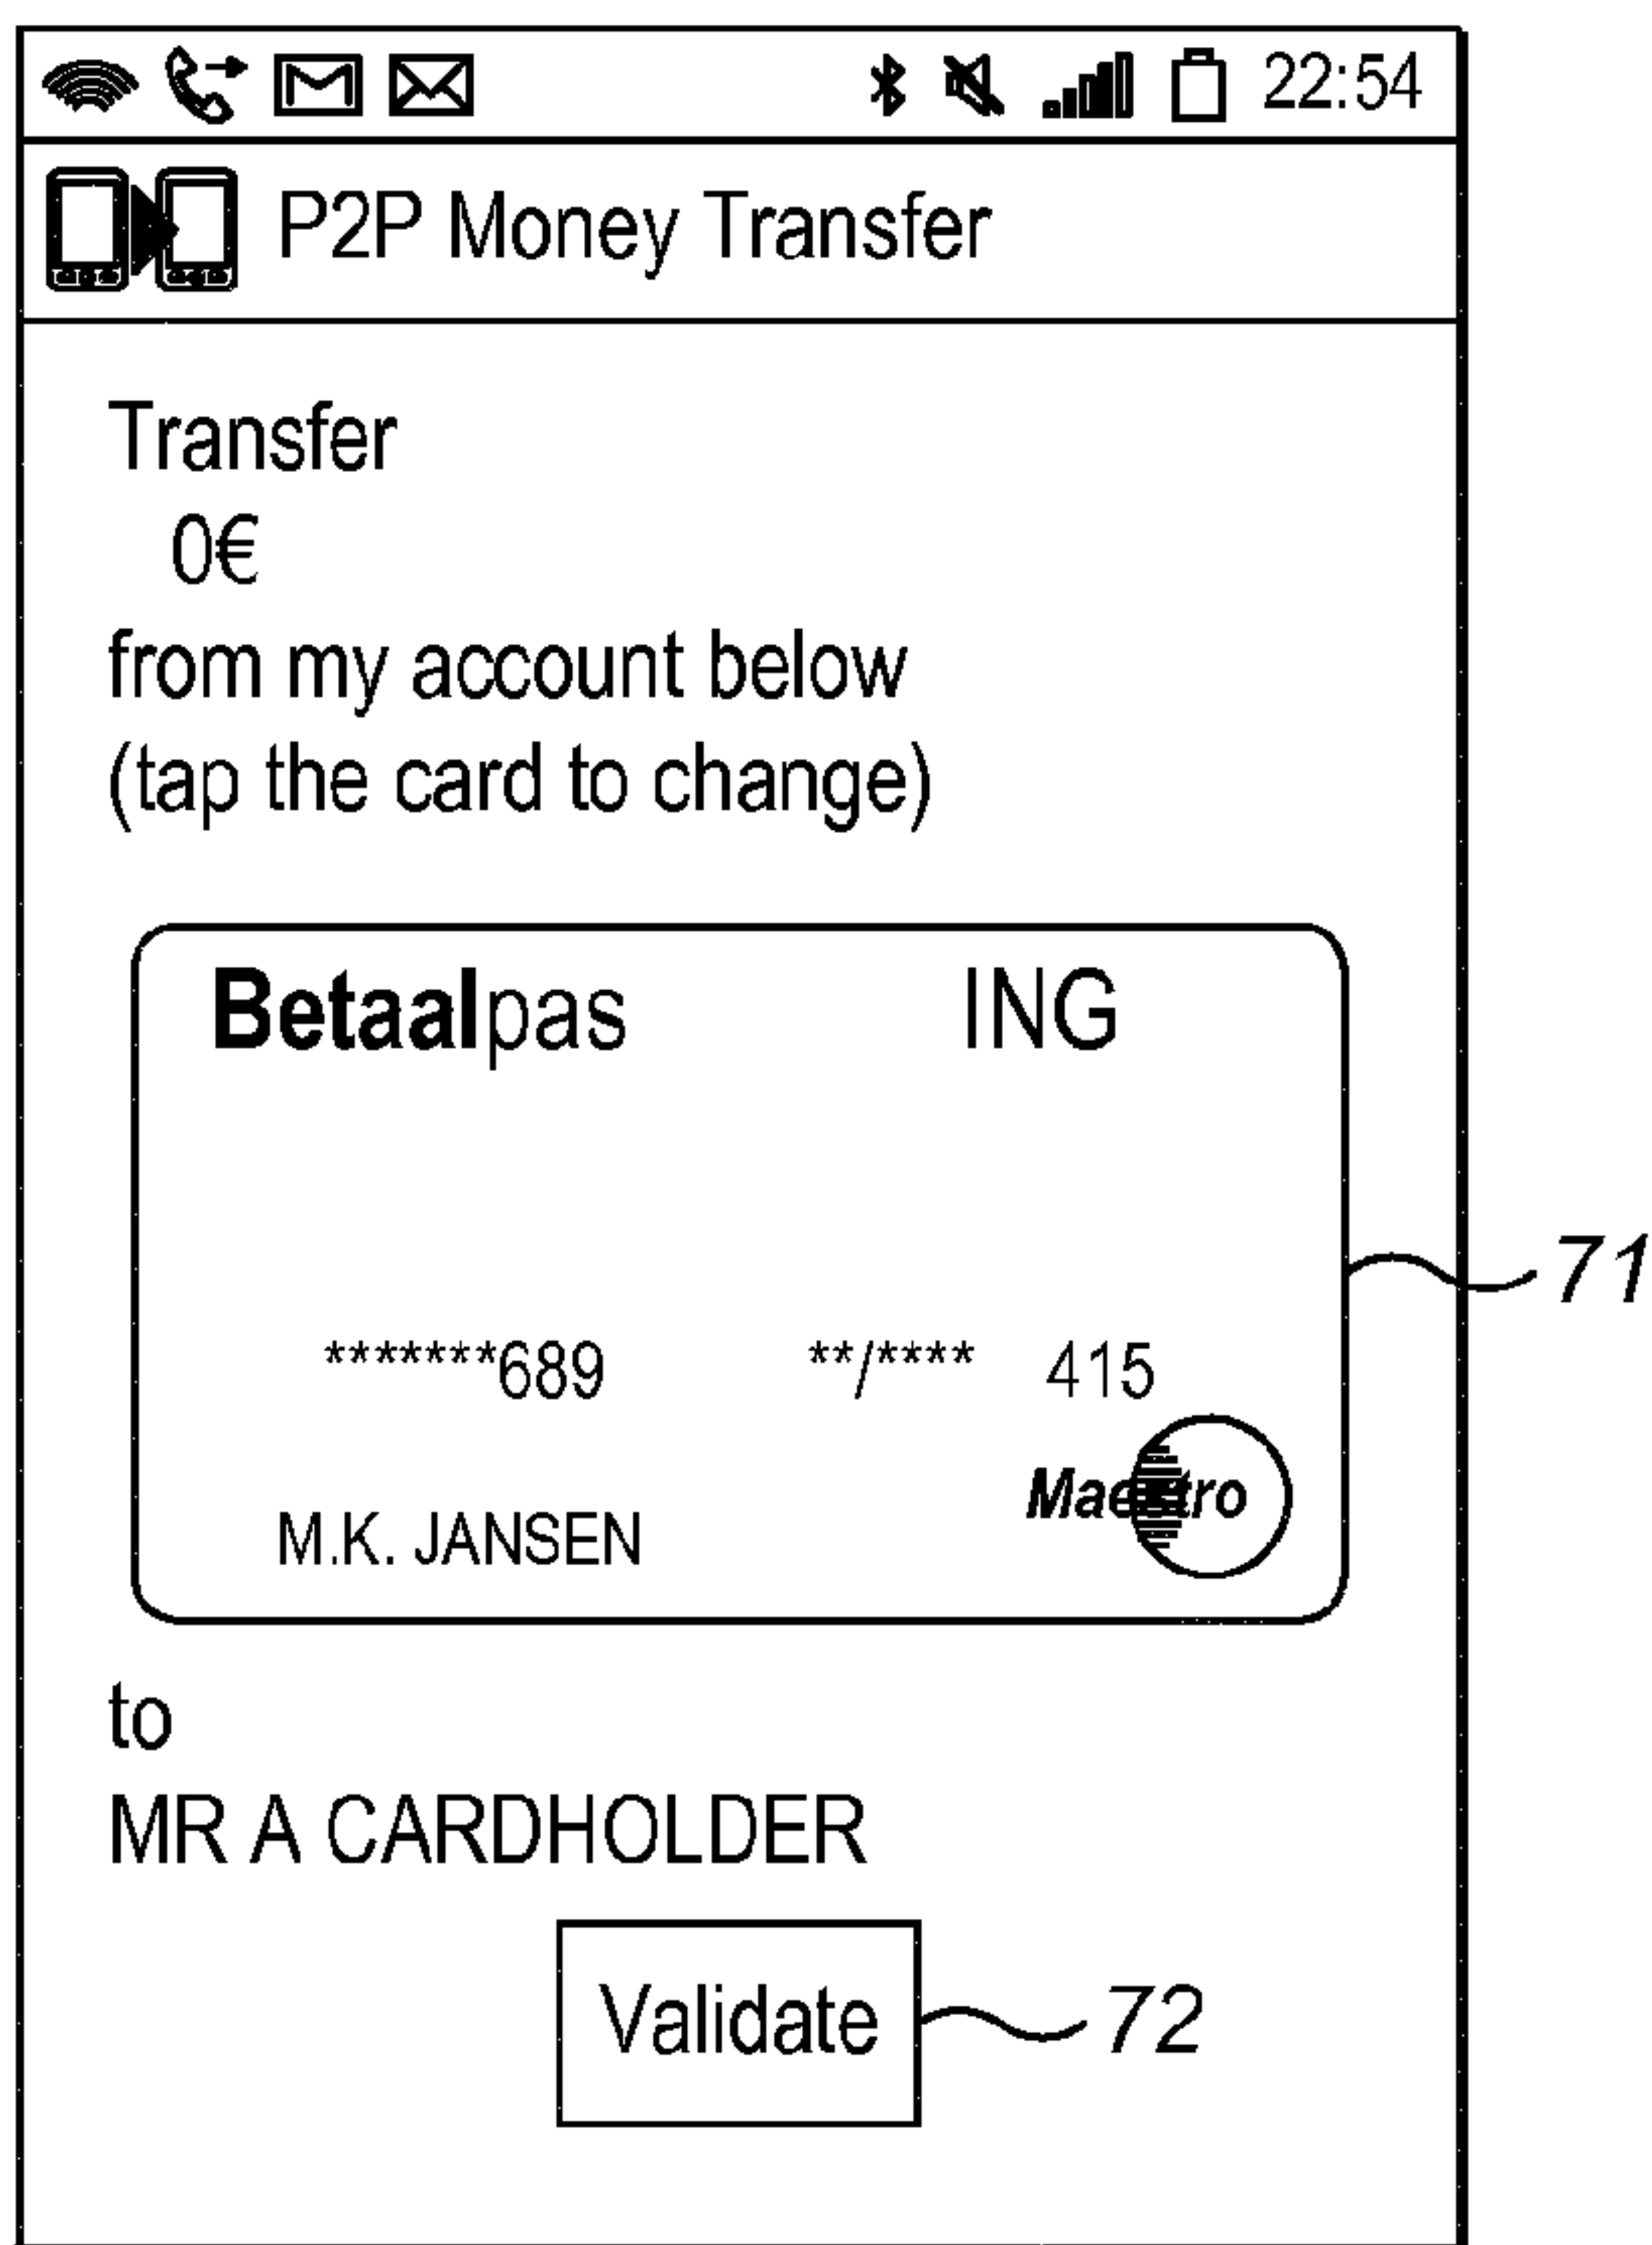 22:54
P2P Money Transfer
Transfer
0€
from my account below
(tap the card to change)
Betaalpas ING
*******689 **/**** 415
Maestro
M.K. JANSEN
71
to
MR A CARDHOLDER
Validate 72